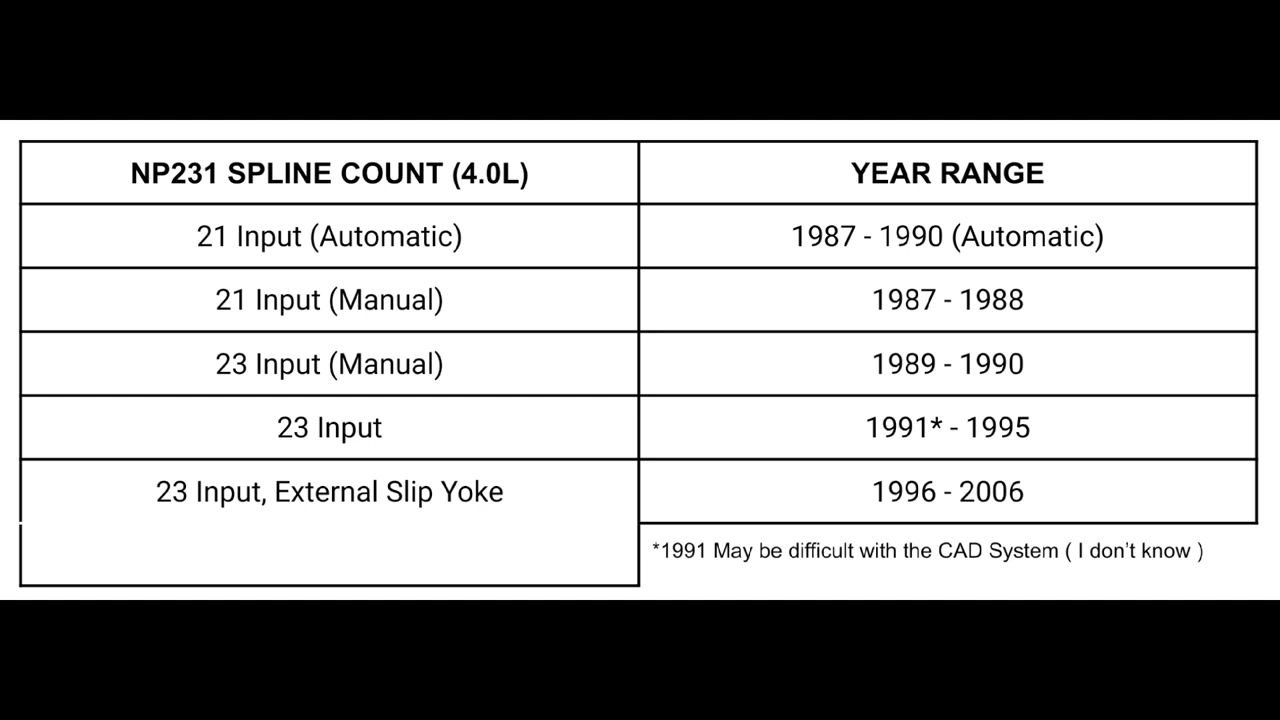 NP231 SPLINE COUNT (4.0L) YEAR RANGE
21 Input (Automatic) 1987 - 1990 (Automatic)
21 Input (Manual) 1987 - 1988
23 Input (Manual) 1989 - 1990
23 Input 1991* - 1995
23 Input, External Slip Yoke 1996 - 2006
*1991 May be difficult with the CAD System ( I don't know )